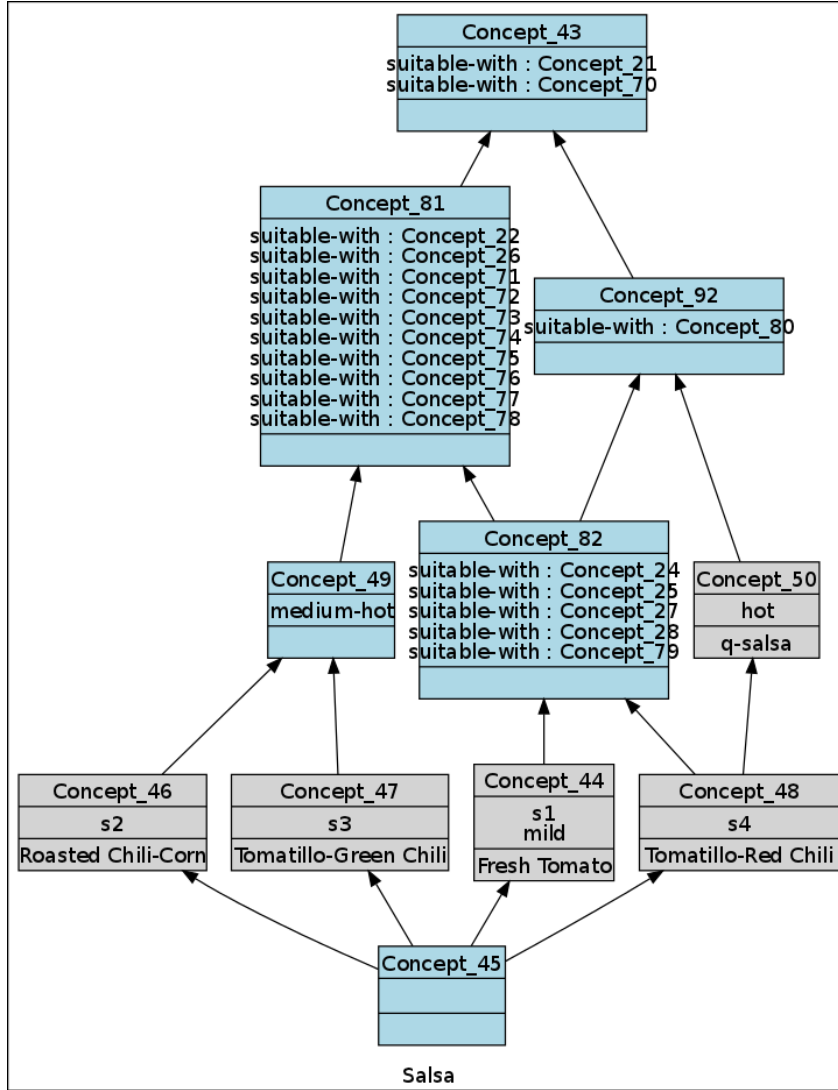 Concept_43
suitable-with : Concept_21
suitable-with : Concept_70
Concept_81
suitable-with : Concept_22
suitable-with : Concept_26
suitable-with : Concept_71
suitable-with : Concept_72
suitable-with : Concept_73
suitable-with : Concept_74
suitable-with : Concept_75
suitable-with : Concept_76
suitable-with : Concept_77
suitable-with : Concept_78
Concept_92
suitable-with : Concept_80
Concept_49
medium-hot
Concept_82
suitable-with : Concept_24
suitable-with : Concept_25
suitable-with : Concept_27
suitable-with : Concept_28
suitable-with : Concept_79
Concept_50
hot
q-salsa
Concept_46
s2
Roasted Chili-Corn
Concept_47
s3
Tomatillo-Green Chili
Concept_44
s1
mild
Fresh Tomato
Concept_48
s4
Tomatillo-Red Chili
Concept_45
Salsa